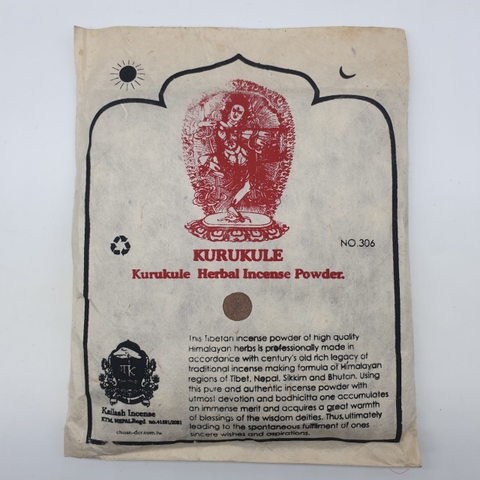 KURUKULE
NO.306
Kurukule Herbal Incense Powder.
This Tibetan incense powder of high quality
Himalayan herbs is professionally made in
accordance with century's old rich legacy of
traditional incense making formula of Himalayan
regions of Tibet, Nepal, Sikkim and Bhutan. Using
this pure and authentic incense powder with
utmost devotion and bodhicitta one accumulates
an immense merit and acquires a great warmth
of blessings of the wisdom deities. Thus, ultimately
leading to the spontaneous fulfilment of ones
sincere wishes and aspirations.
TK
Kailash Incense
KTM, NEPAL.Regd.